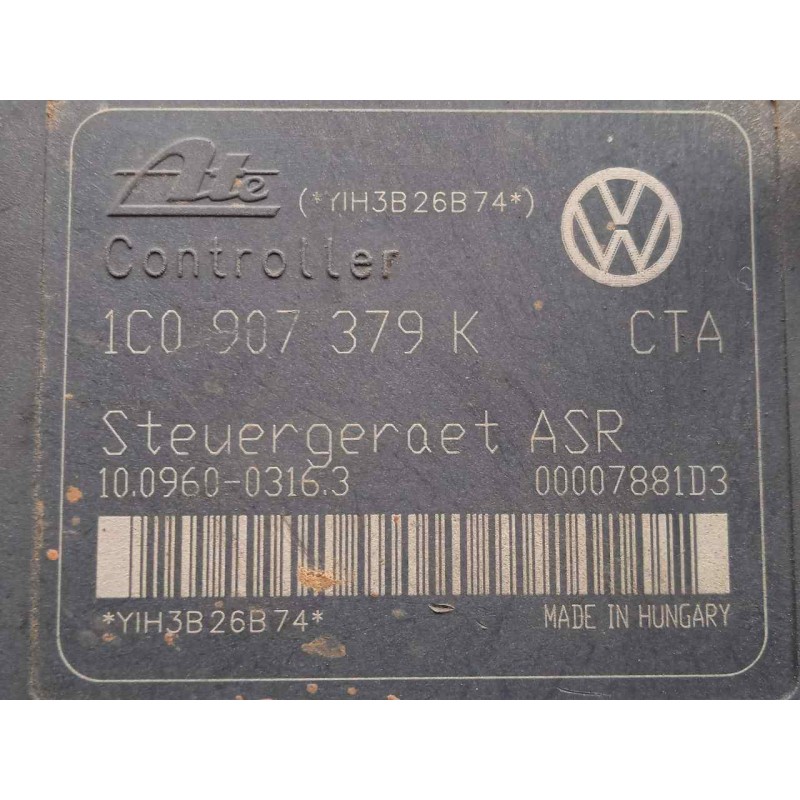 Ate (*YIH3B26B74*)
Controller
1C0 907 379 K CTA
Steuergeraet ASR
10.0960-0316.3 00007881D3
*YIH3B26B74* MADE IN HUNGARY